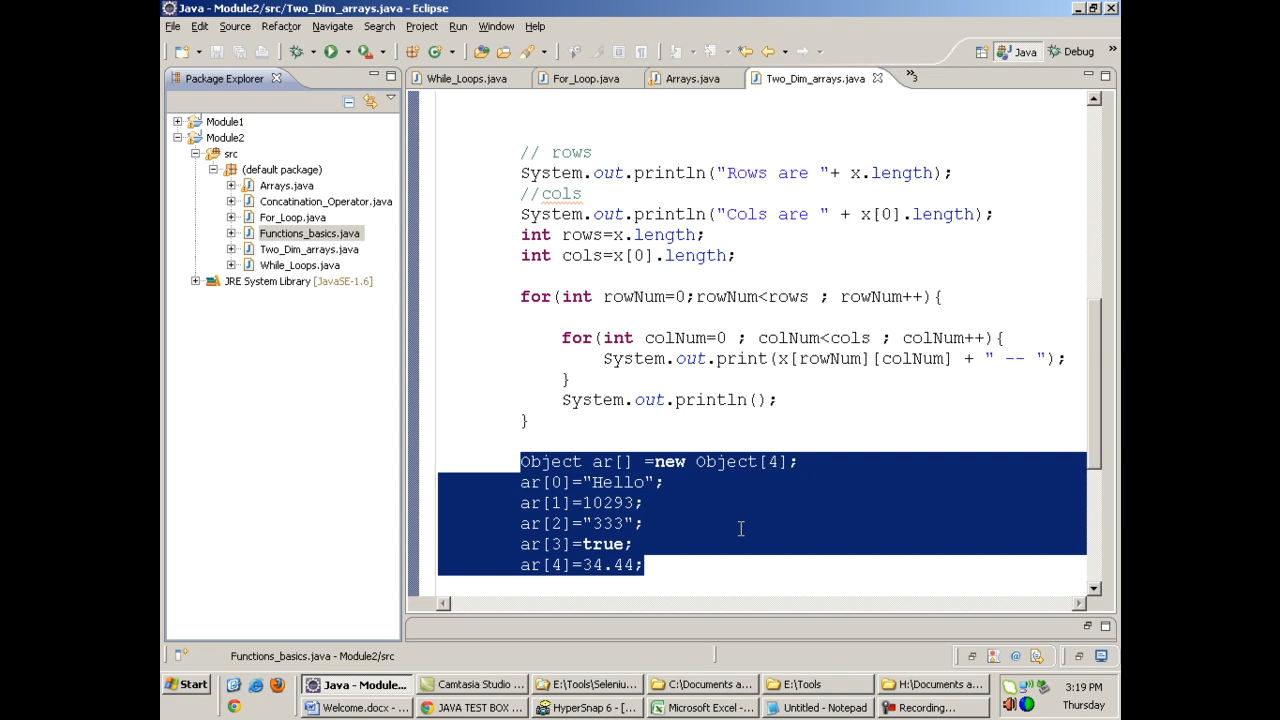 Java - Module2/src/Two_Dim_arrays.java - Eclipse
File Edit Source Refactor Navigate Search Project Run Window Help
Java Debug
Package Explorer
While_Loops.java For_Loop.java Arrays.java Two_Dim_arrays.java 3
Module1
Module2
src
(default package)
Arrays.java
Concatination_Operator.java
For_Loop.java
Functions_basics.java
Two_Dim_arrays.java
While_Loops.java
JRE System Library [JavaSE-1.6]
// rows
System.out.println("Rows are "+ x.length);
//cols
System.out.println("Cols are " + x[0].length);
int rows=x.length;
int cols=x[0].length;
for(int rowNum=0;rowNum<rows ; rowNum++){
for(int colNum=0 ; colNum<cols ; colNum++){
System.out.print(x[rowNum][colNum] + " -- ");
}
System.out.println();
}
Object ar[] =new Object[4];
ar[0]="Hello";
ar[1]=10293;
ar[2]="333";
ar[3]=true;
ar[4]=34.44;
Functions_basics.java - Module2/src
Start Java - Module... Camtasia Studio ... E:\Tools\Seleniu... C:\Documents a... E:\Tools H:\Documents a... 3:19 PM
Welcome.docx - ... JAVA TEST BOX ... HyperSnap 6 - [... Microsoft Excel - ... Untitled - Notepad Recording... Thursday